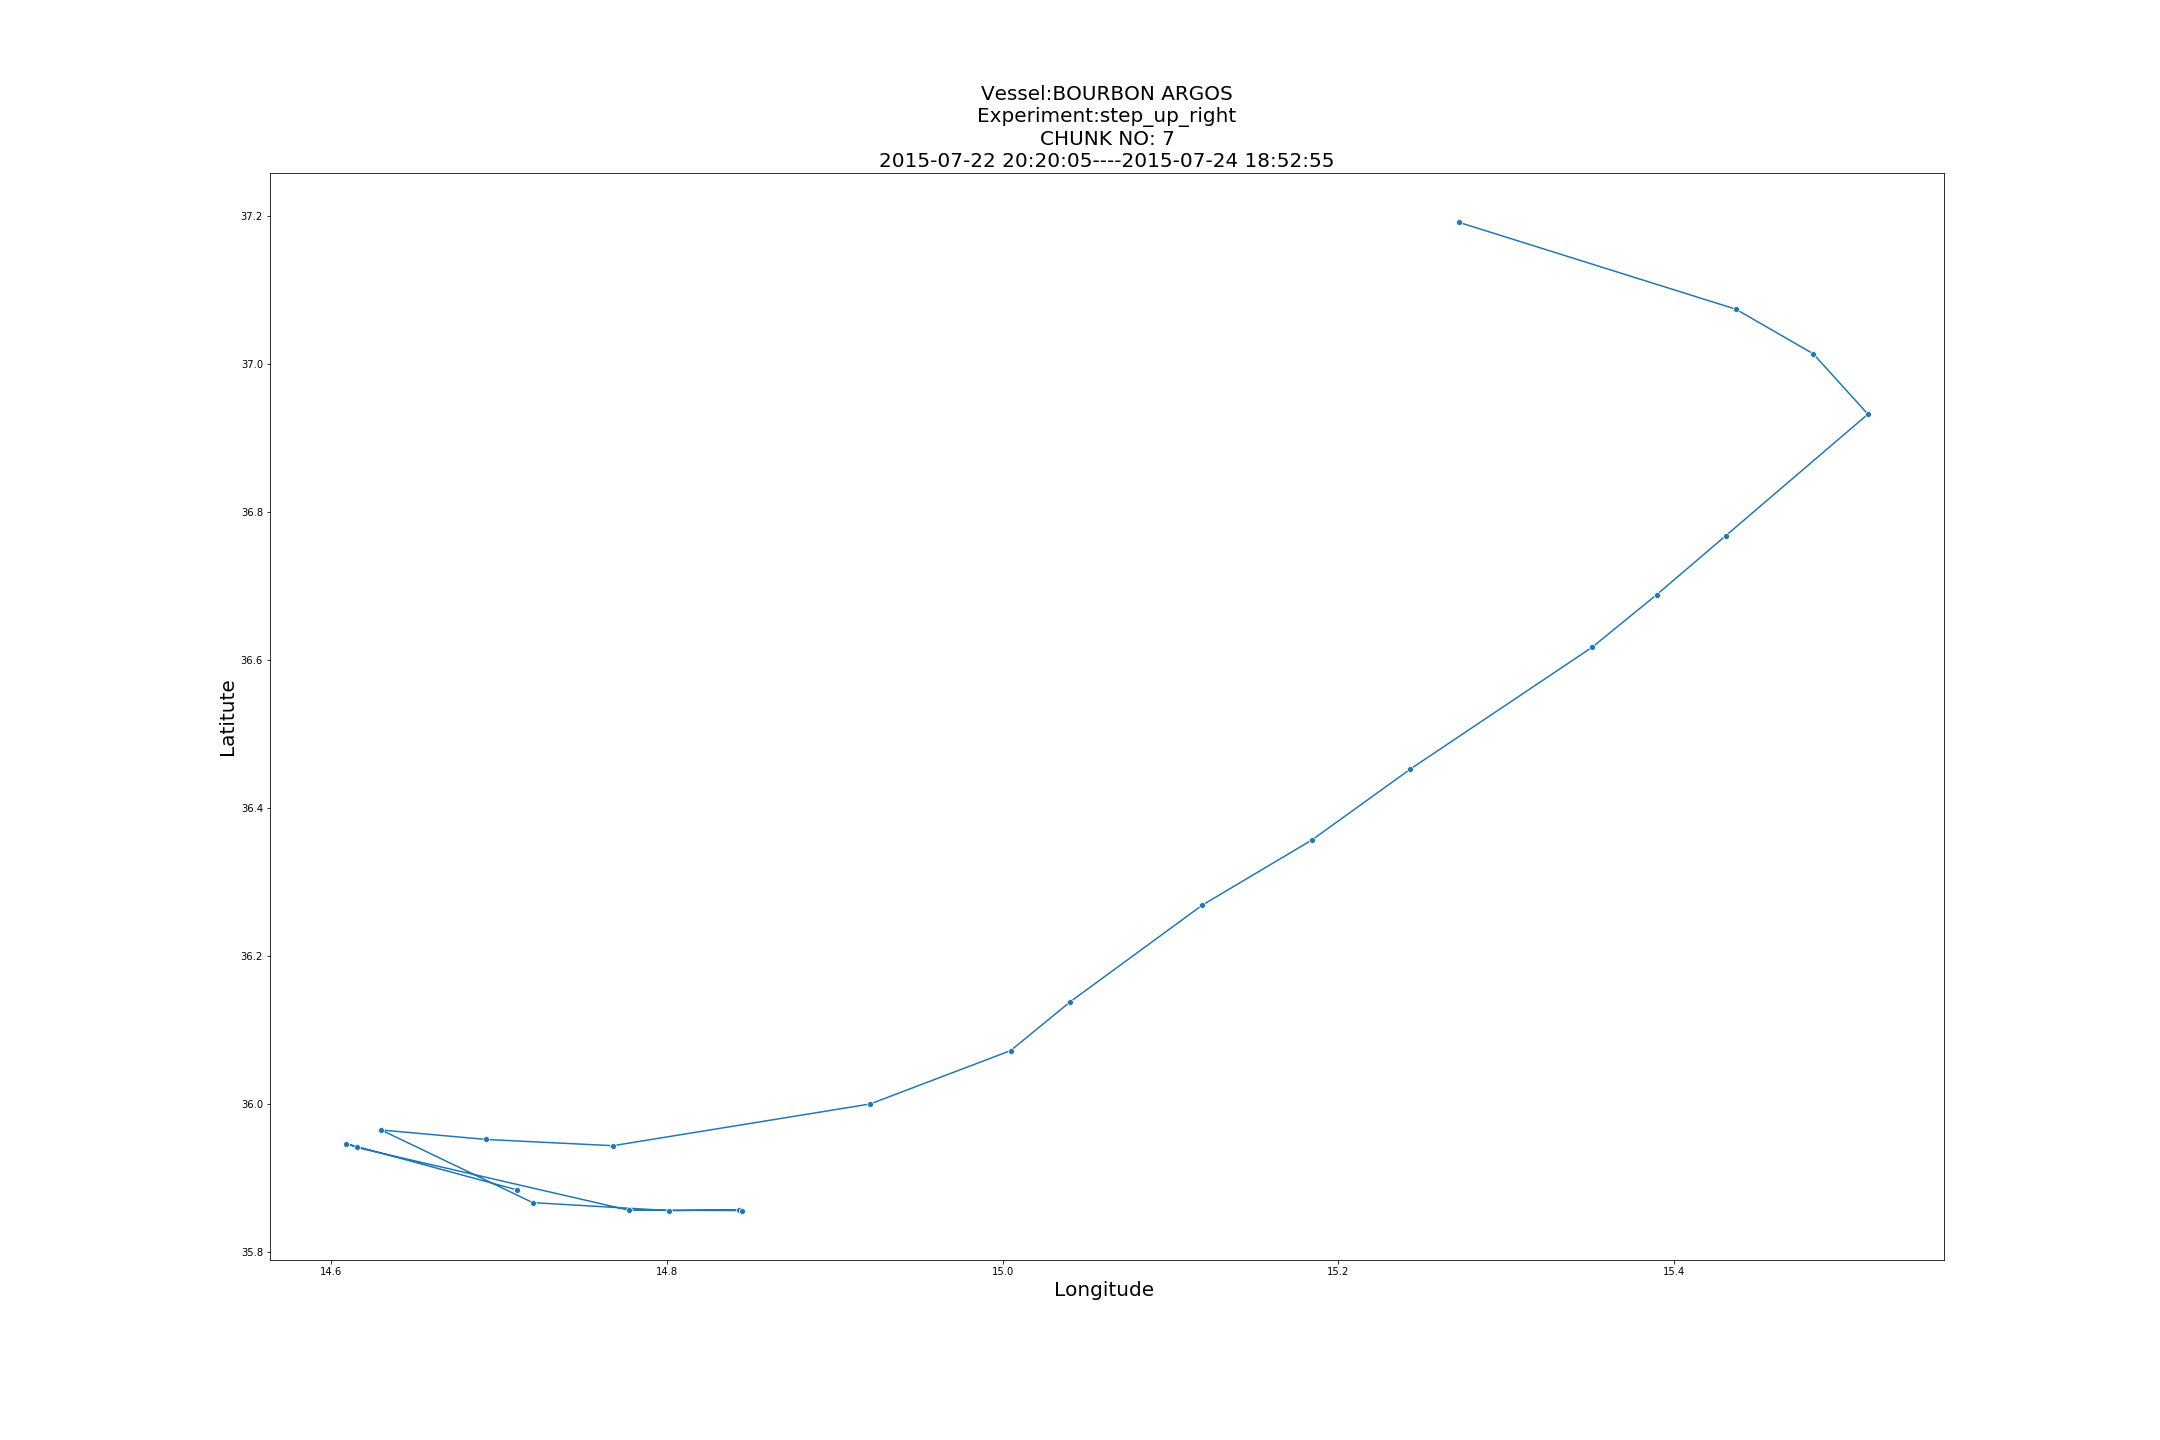 Vessel:BOURBON ARGOS
Experiment:step_up_right
CHUNK NO: 7
2015-07-22 20:20:05----2015-07-24 18:52:55
37.2
37.0
36.8
36.6
36.4
36.2
36.0
35.8
Latitute
14.6
14.8
15.0
15.2
15.4
Longitude